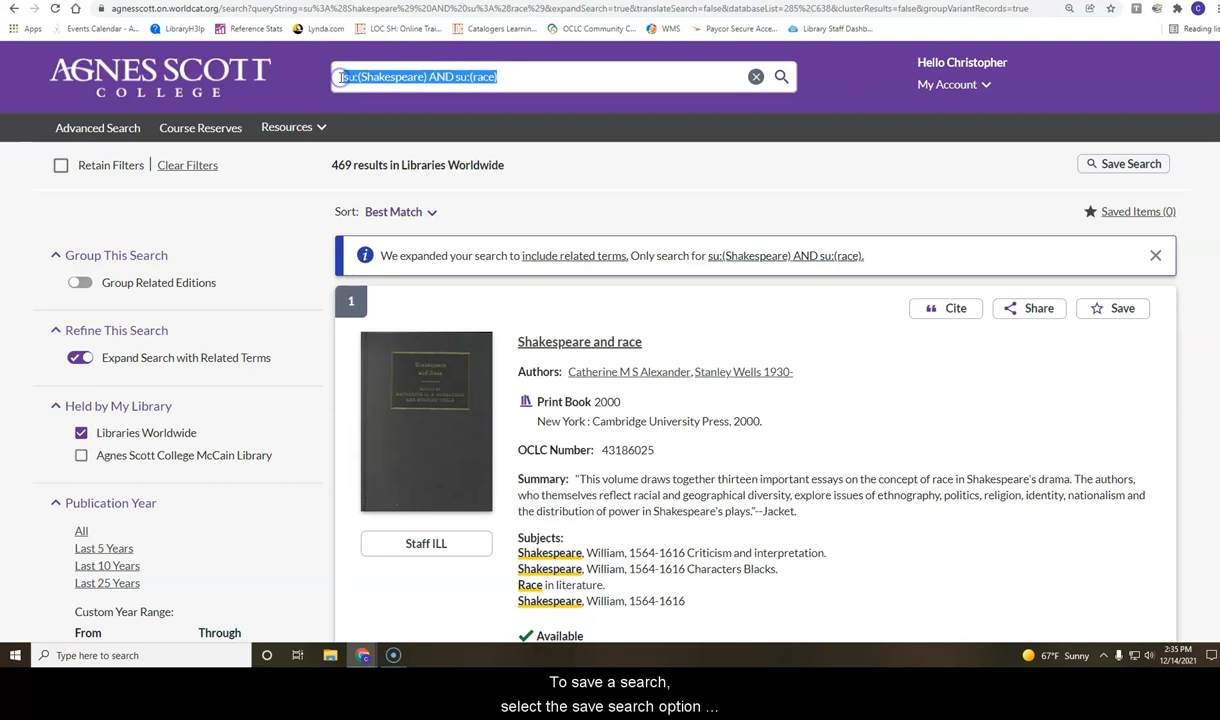 agnesscott.on.worldcat.org/search?queryString=su%3A%28Shakespeare%29%20AND%20su%3A%28race%29&expandSearch=true&translateSearch=false&databaseList=285%2C638&clusterResults=false&groupVariantRecords=true
Apps Events Calendar - A... LibraryH3lp Reference Stats Lynda.com LOC SH: Online Trai... Catalogers Learnin... OCLC Community C... WMS Paycor Secure Acce... Library Staff Dashb... Reading list
AGNES SCOTT
COLLEGE
su:(Shakespeare) AND su:(race)
Hello Christopher
My Account
Advanced Search Course Reserves Resources
Retain Filters | Clear Filters
469 results in Libraries Worldwide
Save Search
Sort: Best Match
Saved Items (0)
Group This Search
Group Related Editions
We expanded your search to include related terms. Only search for su:(Shakespeare) AND su:(race).
1
Cite Share Save
Refine This Search
Expand Search with Related Terms
Held by My Library
Libraries Worldwide
Agnes Scott College McCain Library
Publication Year
All
Last 5 Years
Last 10 Years
Last 25 Years
Custom Year Range:
From Through
Shakespeare
and Race
Staff ILL
Shakespeare and race
Authors: Catherine M S Alexander, Stanley Wells 1930-
Print Book 2000
New York : Cambridge University Press, 2000.
OCLC Number: 43186025
Summary: "This volume draws together thirteen important essays on the concept of race in Shakespeare's drama. The authors,
who themselves reflect racial and geographical diversity, explore issues of ethnography, politics, religion, identity, nationalism and
the distribution of power in Shakespeare's plays."--Jacket.
Subjects:
Shakespeare, William, 1564-1616 Criticism and interpretation.
Shakespeare, William, 1564-1616 Characters Blacks.
Race in literature.
Shakespeare, William, 1564-1616
Available
Type here to search
67°F Sunny
2:35 PM
12/14/2021
To save a search,
select the save search option ...